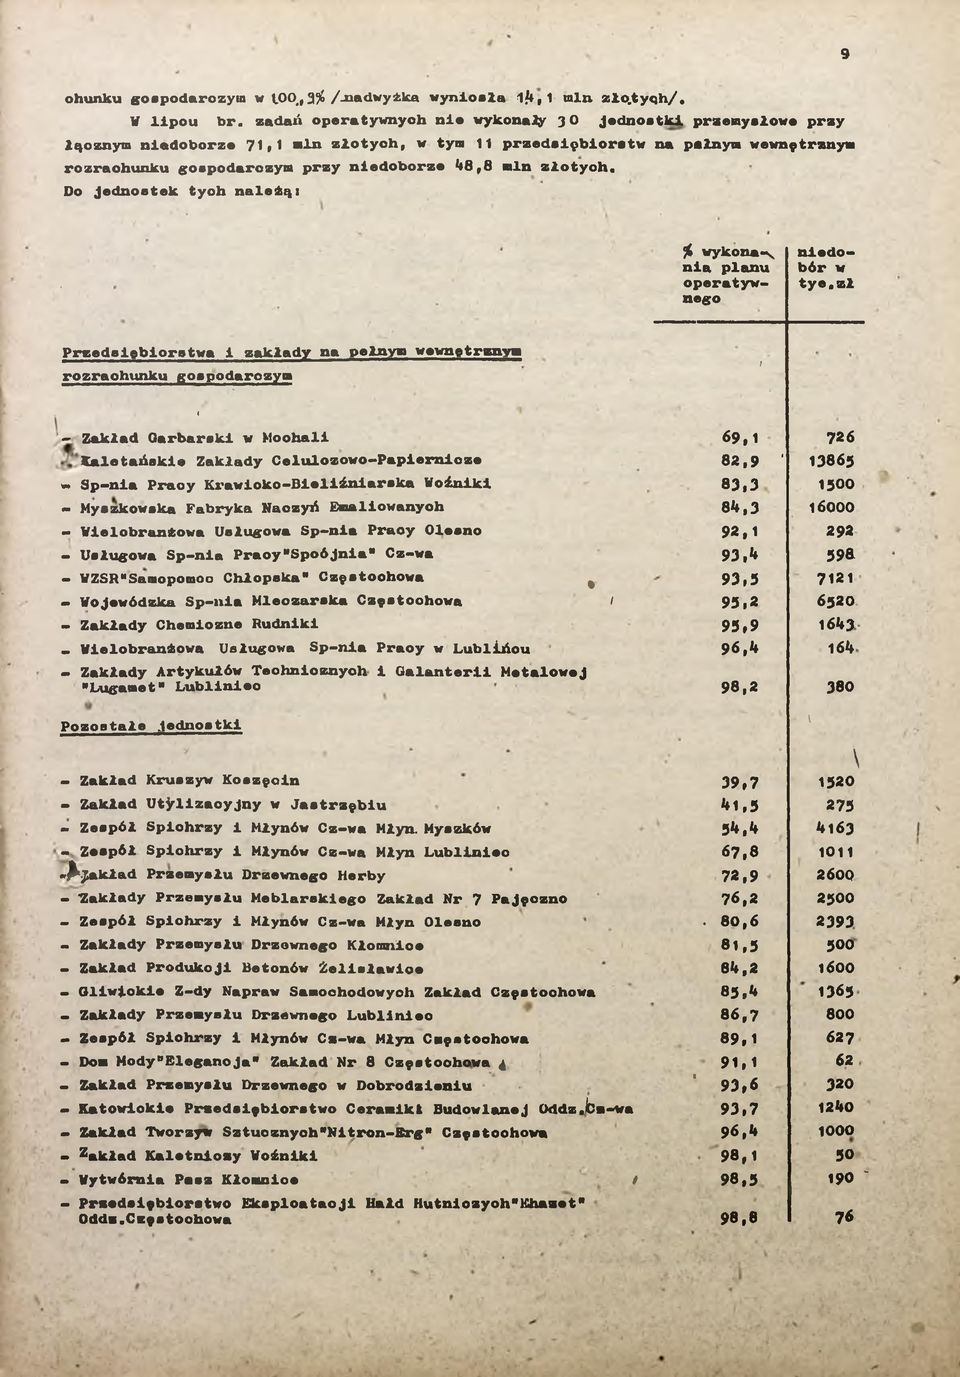 9
chunku gospodarczym w 100,3% /nadwyżka wyniosła 14,1 mln złotych/.
W lipcu br. zadań operatywnych nie wykonały 30 jednostki przemysłowe przy
łącznym niedoborze 71,1 mln złotych, w tym 11 przedsiębiorstw na pełnym wewnętrznym
rozrachunku gospodarczym przy niedoborze 48,8 mln złotych.
Do jednostek tych należą:
% wykona- niedo-
nia planu bór w
operatyw- tys.zł
nego
Przedsiębiorstwa i zakłady na pełnym wewnętrznym
rozrachunku gospodarczym
- Zakład Garbarski w Mochali 69,1 726
- Kaletańskie Zakłady Celulozowo-Papiernicze 82,9 13865
- Sp-nia Pracy Krawiecko-Bieliźniarska Woźniki 83,3 1500
- Myszkowska Fabryka Naczyń Emaliowanych 84,3 16000
- Wielobranżowa Usługowa Sp-nia Pracy Olesno 92,1 292
- Usługowa Sp-nia Pracy"Spoójnia" Cz-wa 93,4 598
- WZSR"Samopomoc Chłopska" Częstochowa 93,5 7121
- Wojewódzka Sp-nia Mleczarska Częstochowa 95,2 6520
- Zakłady Chemiczne Rudniki 95,9 1643
- Wielobranżowa Usługowa Sp-nia Pracy w Lublińcu 96,4 164
- Zakłady Artykułów Technicznych i Galanterii Metalowej
"Lugamet" Lubliniec 98,2 380
Pozostałe jednostki
- Zakład Kruszyw Koszęcin 39,7 1520
- Zakład Utylizacyjny w Jastrzębiu 41,5 275
- Zespół Spichrzy i Młynów Cz-wa Młyn. Myszków 54,4 4163
- Zespół Spichrzy i Młynów Cz-wa Młyn Lubliniec 67,8 1011
- Zakład Przemysłu Drzewnego Herby 72,9 2600
- Zakłady Przemysłu Meblarskiego Zakład Nr 7 Pajęczno 76,2 2500
- Zespół Spichrzy i Młynów Cz-wa Młyn Olesno 80,6 2393
- Zakłady Przemysłu Drzewnego Kłomnice 81,5 500
- Zakład Produkcji Betonów Żelisławice 84,2 1600
- Gliwickie Z-dy Napraw Samochodowych Zakład Częstochowa 85,4 1365
- Zakłady Przemysłu Drzewnego Lubliniec 86,7 800
- Zespół Spichrzy i Młynów Cz-wa Młyn Częstochowa 89,1 627
- Dom Mody"Elegancja" Zakład Nr 8 Częstochowa 91,1 62
- Zakład Przemysłu Drzewnego w Dobrodzieniu 93,6 320
- Katowickie Przedsiębiorstwo Ceramiki Budowlanej Oddz.Cz-wa 93,7 1240
- Zakład Tworzyw Sztucznych"Nitron-Erg" Częstochowa 96,4 1000
- Zakład Kaletniczy Woźniki 98,1 50
- Wytwórnia Pasz Kłomnice 98,5 190
- Przedsiębiorstwo Eksploatacji Hałd Hutniczych"Ehazet"
Oddz.Częstochowa 98,8 76